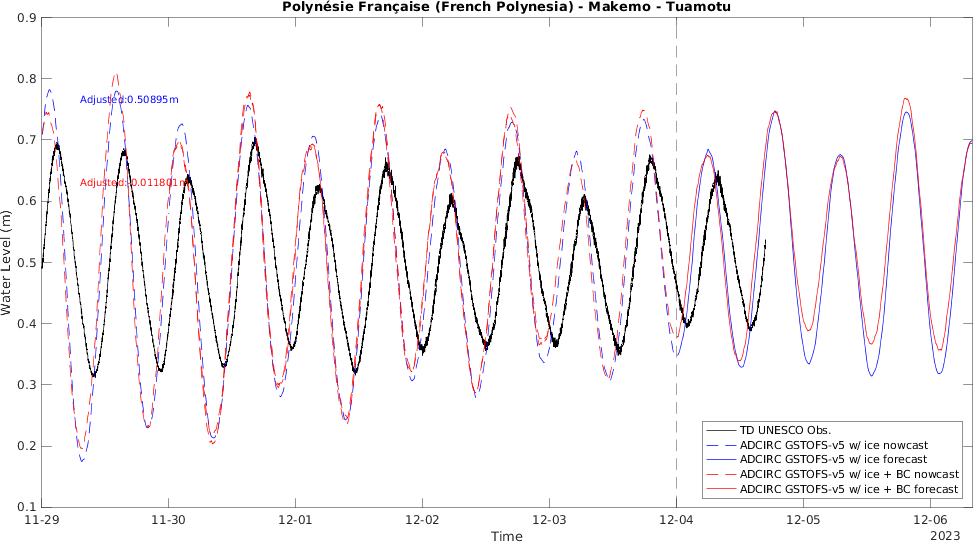 Polynésie Française (French Polynesia) - Makemo - Tuamotu
0.9
0.8
0.7
0.6
0.5
0.4
0.3
0.2
0.1
Water Level (m)
Adjusted:0.50895m
Adjusted:-0.011801m
TD UNESCO Obs.
ADCIRC GSTOFS-v5 w/ ice nowcast
ADCIRC GSTOFS-v5 w/ ice forecast
ADCIRC GSTOFS-v5 w/ ice + BC nowcast
ADCIRC GSTOFS-v5 w/ ice + BC forecast
11-29 11-30 12-01 12-02 12-03 12-04 12-05 12-06
Time
2023